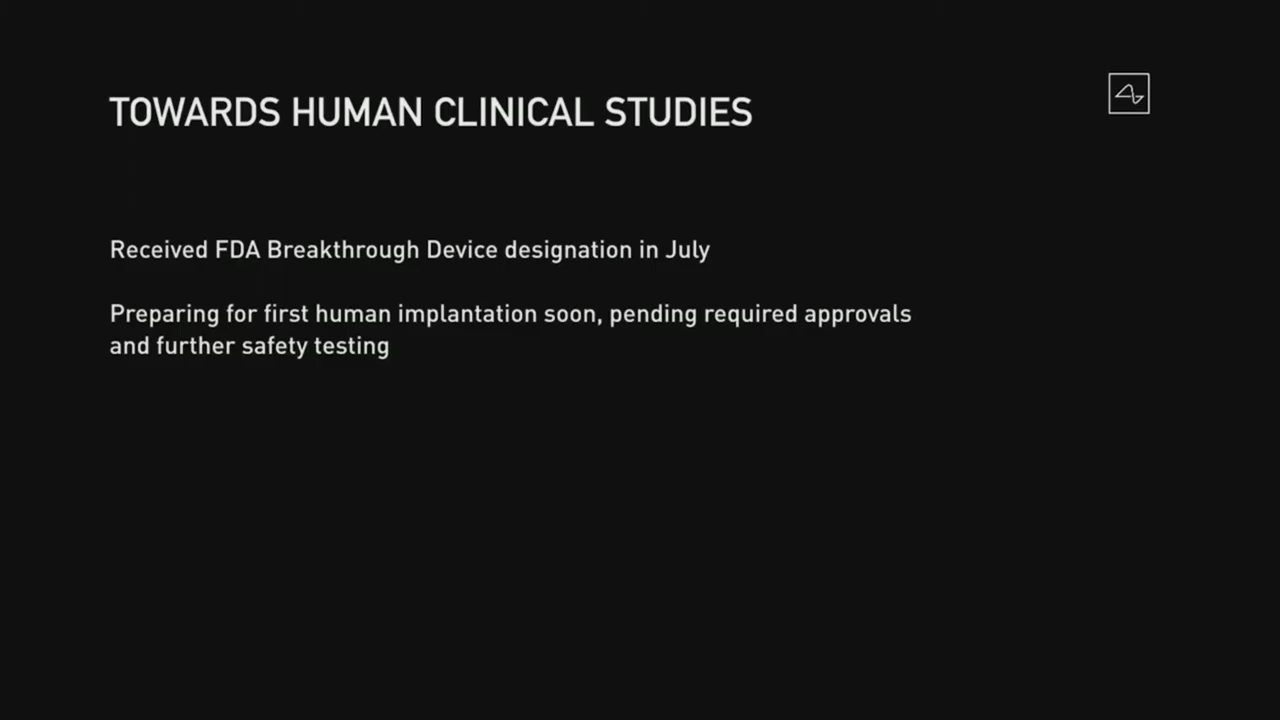 TOWARDS HUMAN CLINICAL STUDIES
Received FDA Breakthrough Device designation in July
Preparing for first human implantation soon, pending required approvals
and further safety testing